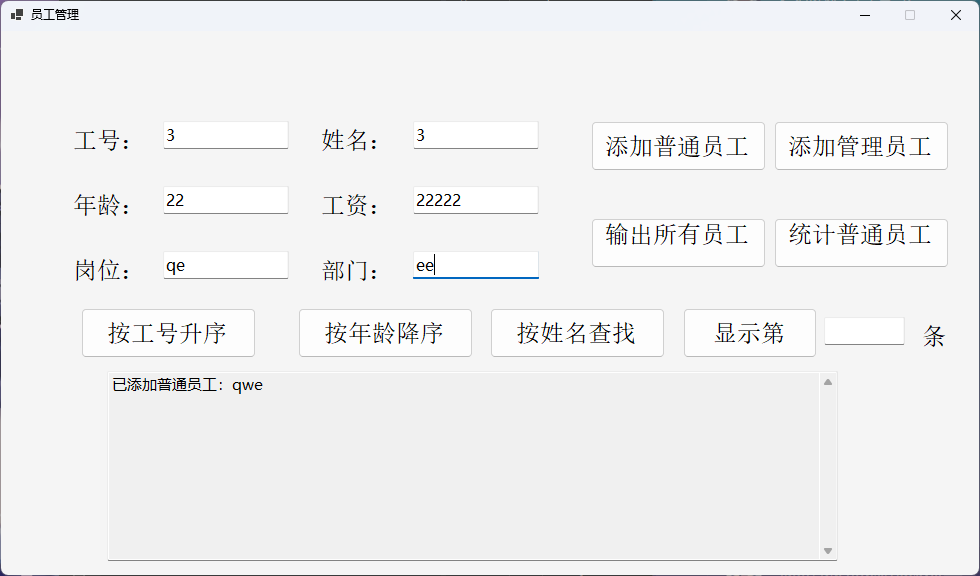 员工管理
工号： 3 姓名： 3 添加普通员工 添加管理员工
年龄： 22 工资： 22222
输出所有员工 统计普通员工
岗位： qe 部门： ee
按工号升序 按年龄降序 按姓名查找 显示第 条
已添加普通员工：qwe